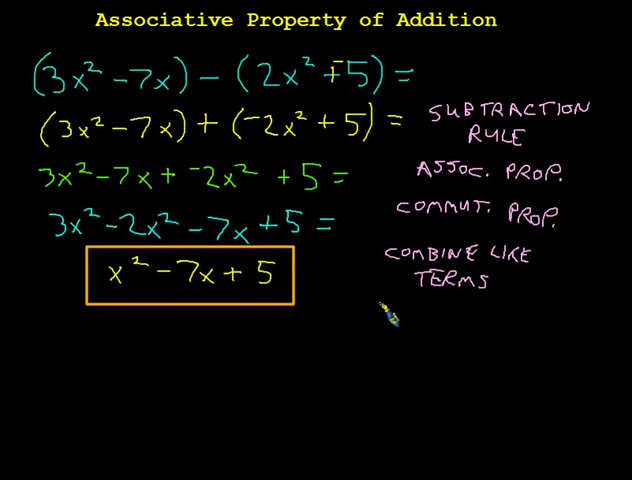 Associative Property of Addition
(3x² - 7x) - (2x² + ⁻5) =
(3x² - 7x) + (⁻2x² + 5) =
SUBTRACTION
RULE
3x² - 7x + ⁻2x² + 5 =
ASSOC. PROP.
3x² - 2x² - 7x + 5 =
COMMUT. PROP.
x² - 7x + 5
COMBINE LIKE
TERMS